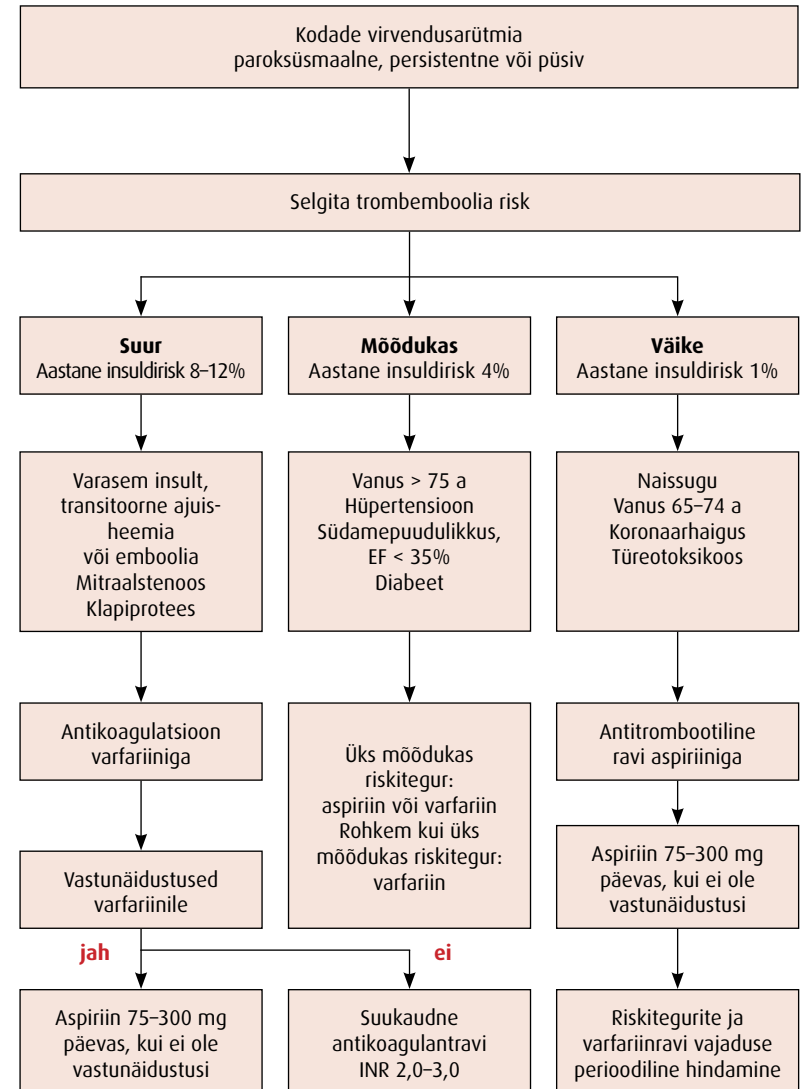 Kodade virvendusarütmia
paroksüsmaalne, persistentne või püsiv
Selgita trombemboolia risk
Suur
Aastane insuldirisk 8–12%
Mõõdukas
Aastane insuldirisk 4%
Väike
Aastane insuldirisk 1%
Varasem insult,
transitoorne ajuis-
heemia
või emboolia
Mitraalstenoos
Klapiprotees
Vanus > 75 a
Hüpertensioon
Südamepuudulikkus,
EF < 35%
Diabeet
Naissugu
Vanus 65–74 a
Koronaarhaigus
Türeotoksikoos
Antikoagulatsioon
varfariiniga
Üks mõõdukas
riskitegur:
aspiriin või varfariin
Rohkem kui üks
mõõdukas riskitegur:
varfariin
Antitrombootiline
ravi aspiriiniga
Vastunäidustused
varfariinile
Aspiriin 75–300 mg
päevas, kui ei ole
vastunäidustusi
jah
ei
Aspiriin 75–300 mg
päevas, kui ei ole
vastunäidustusi
Suukaudne
antikoagulantravi
INR 2,0–3,0
Riskitegurite ja
varfariinravi vajaduse
perioodiline hindamine